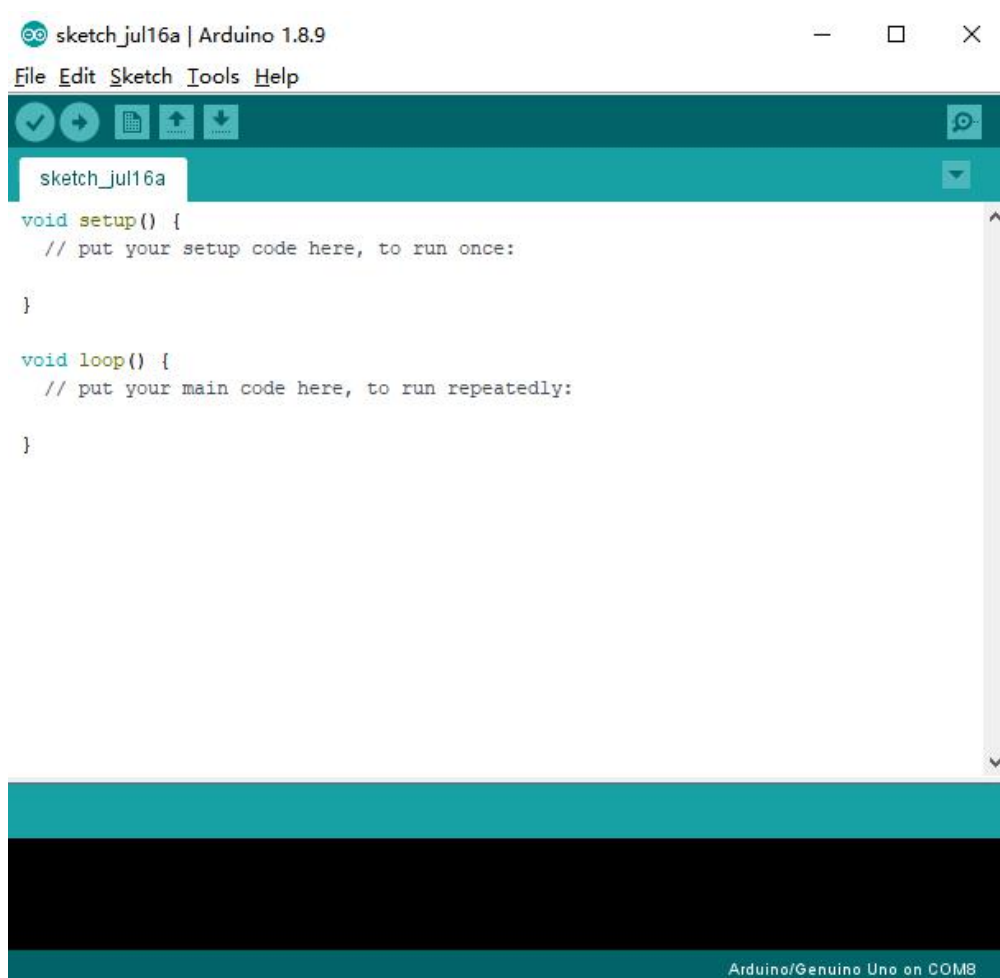 sketch_jul16a | Arduino 1.8.9
File Edit Sketch Tools Help
sketch_jul16a
void setup() {
  // put your setup code here, to run once:
}
void loop() {
  // put your main code here, to run repeatedly:
}
Arduino/Genuino Uno on COM8